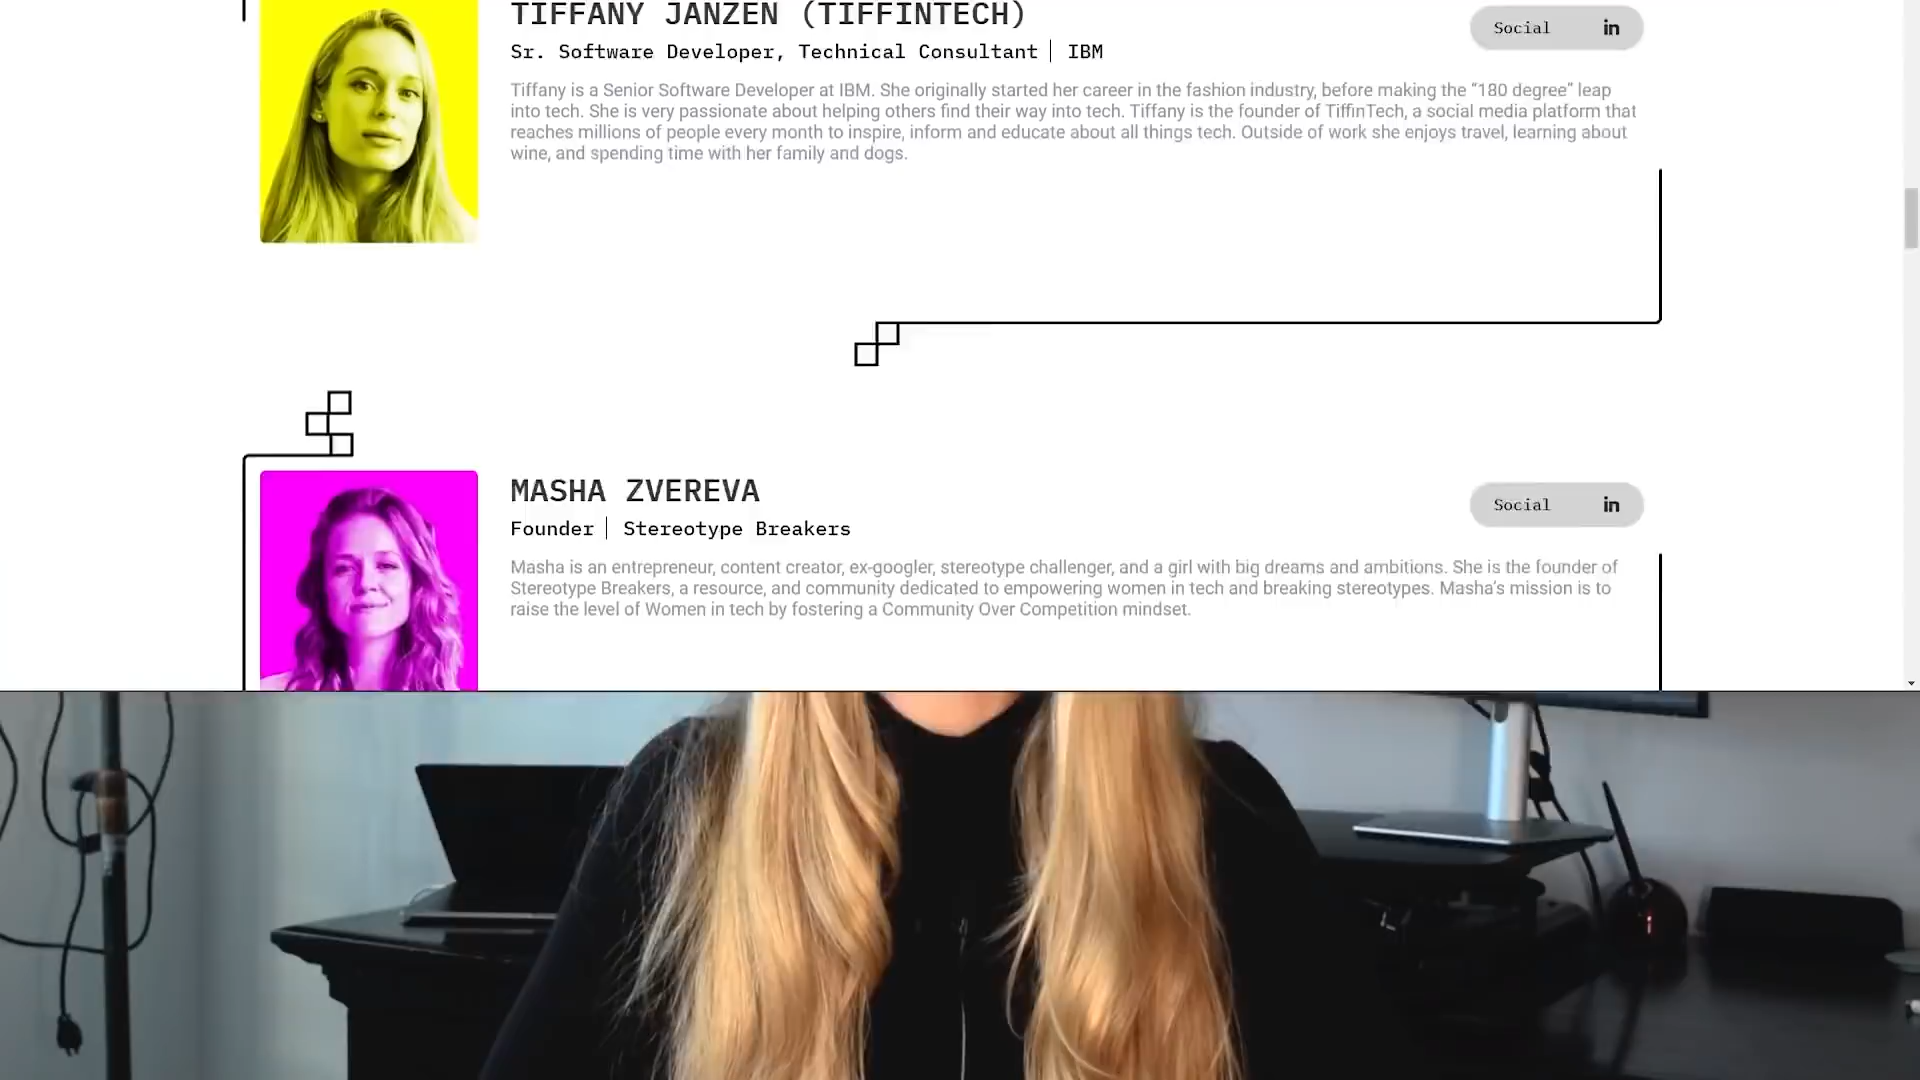 TIFFANY JANZEN (TIFFINTECH)
Social in
Sr. Software Developer, Technical Consultant | IBM
Tiffany is a Senior Software Developer at IBM. She originally started her career in the fashion industry, before making the “180 degree” leap
into tech. She is very passionate about helping others find their way into tech. Tiffany is the founder of TiffinTech, a social media platform that
reaches millions of people every month to inspire, inform and educate about all things tech. Outside of work she enjoys travel, learning about
wine, and spending time with her family and dogs.
MASHA ZVEREVA
Social in
Founder | Stereotype Breakers
Masha is an entrepreneur, content creator, ex-googler, stereotype challenger, and a girl with big dreams and ambitions. She is the founder of
Stereotype Breakers, a resource, and community dedicated to empowering women in tech and breaking stereotypes. Masha’s mission is to
raise the level of Women in tech by fostering a Community Over Competition mindset.